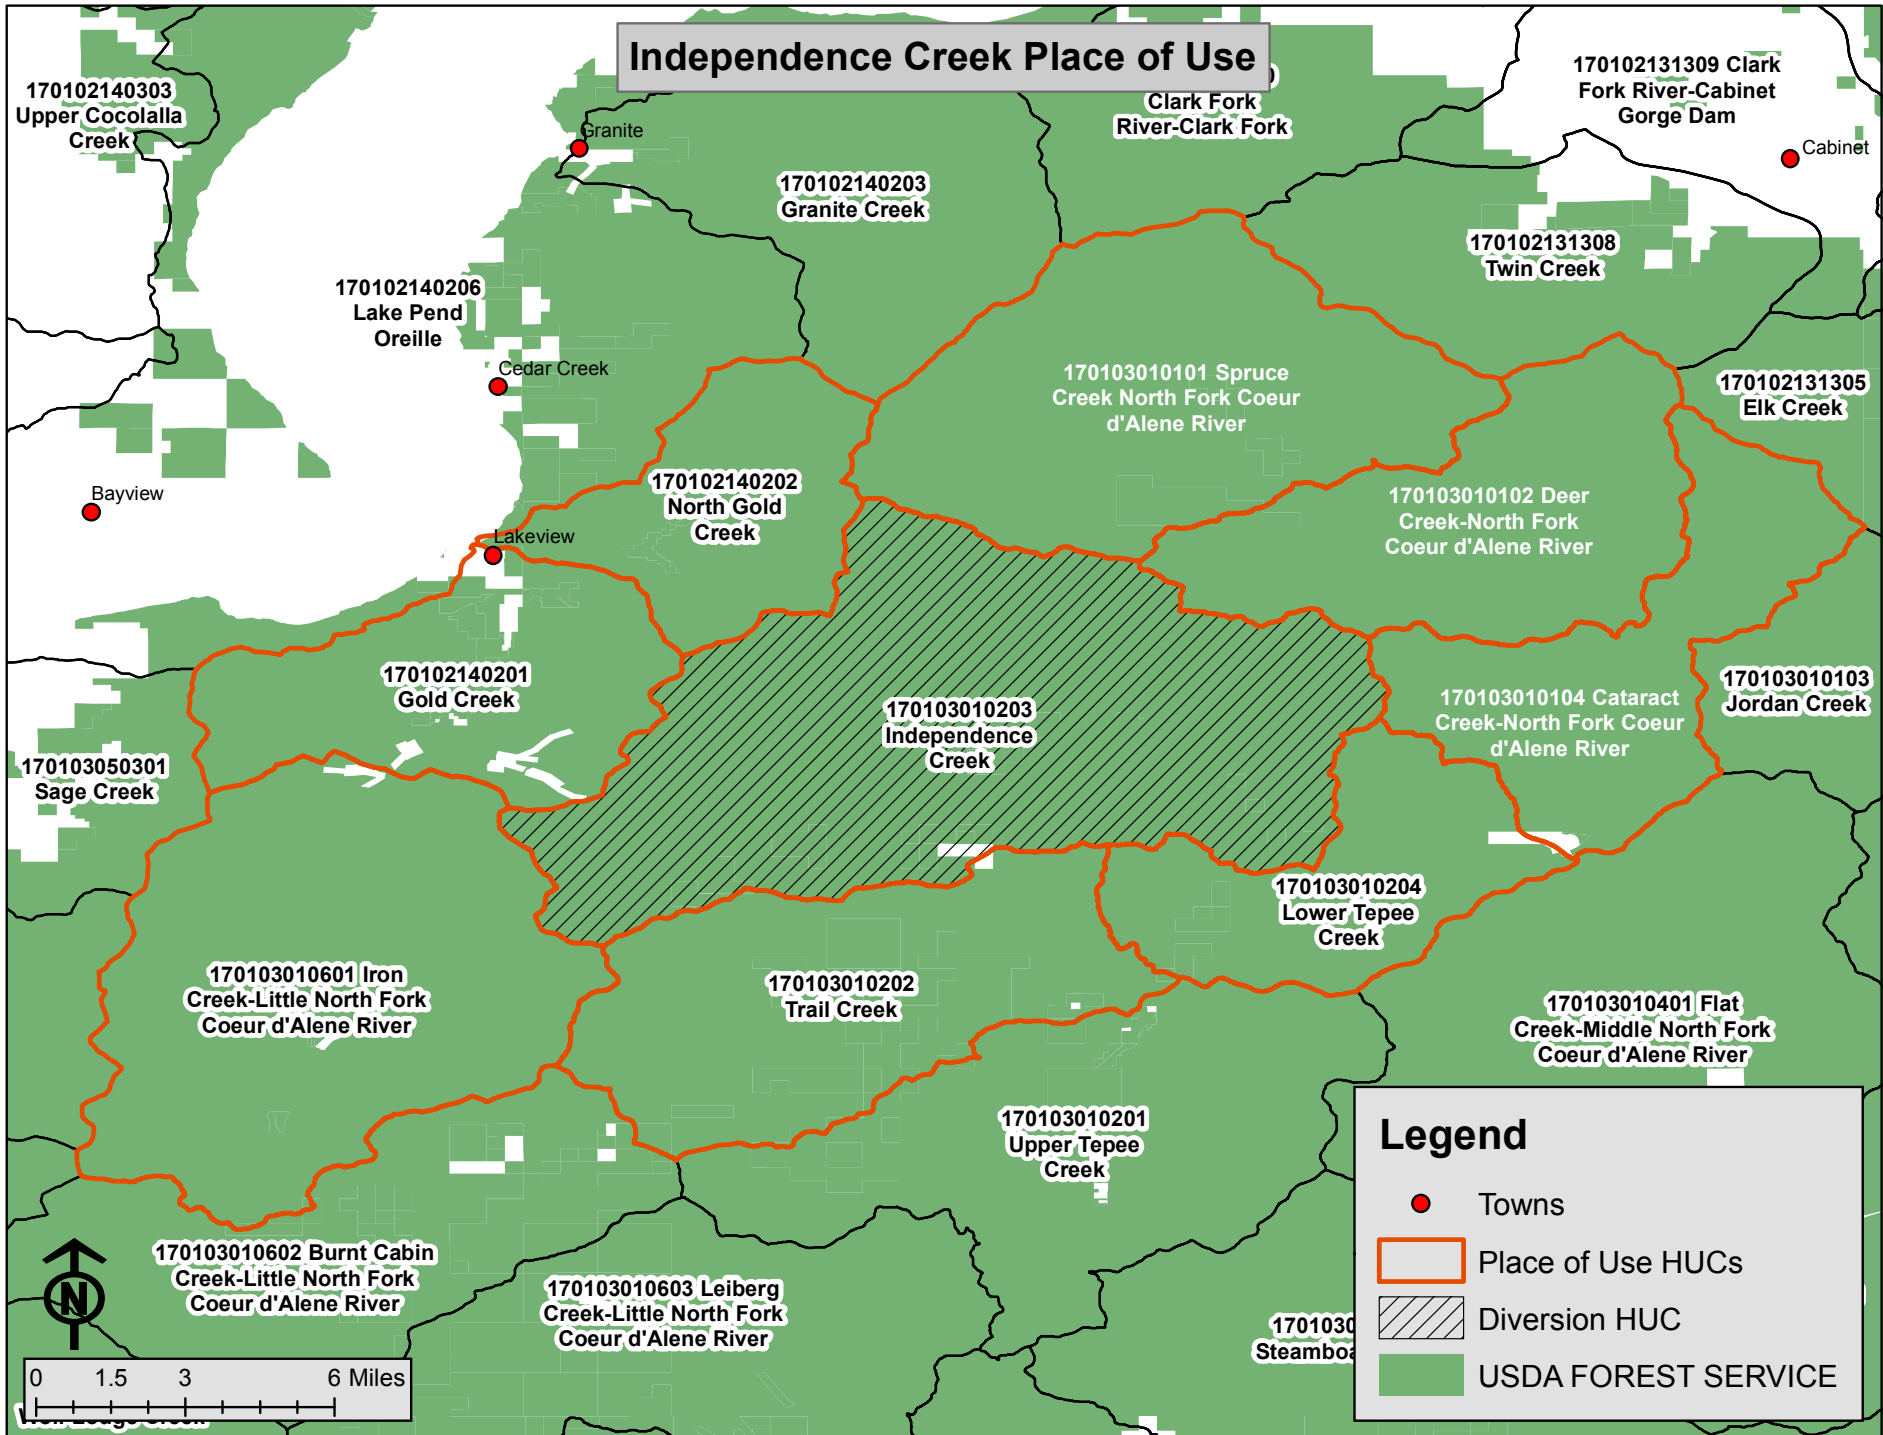 Independence Creek Place of Use
170102140303
Upper Cocolalla
Creek
Granite
Clark Fork
River-Clark Fork
170102131309 Clark
Fork River-Cabinet
Gorge Dam
Cabinet
170102140203
Granite Creek
170102131308
Twin Creek
170102140206
Lake Pend
Oreille
Cedar Creek
170103010101 Spruce
Creek North Fork Coeur
d'Alene River
170102131305
Elk Creek
Bayview
170102140202
North Gold
Creek
170103010102 Deer
Creek-North Fork
Coeur d'Alene River
Lakeview
170102140201
Gold Creek
170103010203
Independence
Creek
170103010104 Cataract
Creek-North Fork Coeur
d'Alene River
170103010103
Jordan Creek
170103050301
Sage Creek
170103010204
Lower Tepee
Creek
170103010601 Iron
Creek-Little North Fork
Coeur d'Alene River
170103010202
Trail Creek
170103010401 Flat
Creek-Middle North Fork
Coeur d'Alene River
170103010201
Upper Tepee
Creek
170103010602 Burnt Cabin
Creek-Little North Fork
Coeur d'Alene River
170103010603 Leiberg
Creek-Little North Fork
Coeur d'Alene River
1701030
Steamboa
N
0 1.5 3 6 Miles
Legend
Towns
Place of Use HUCs
Diversion HUC
USDA FOREST SERVICE